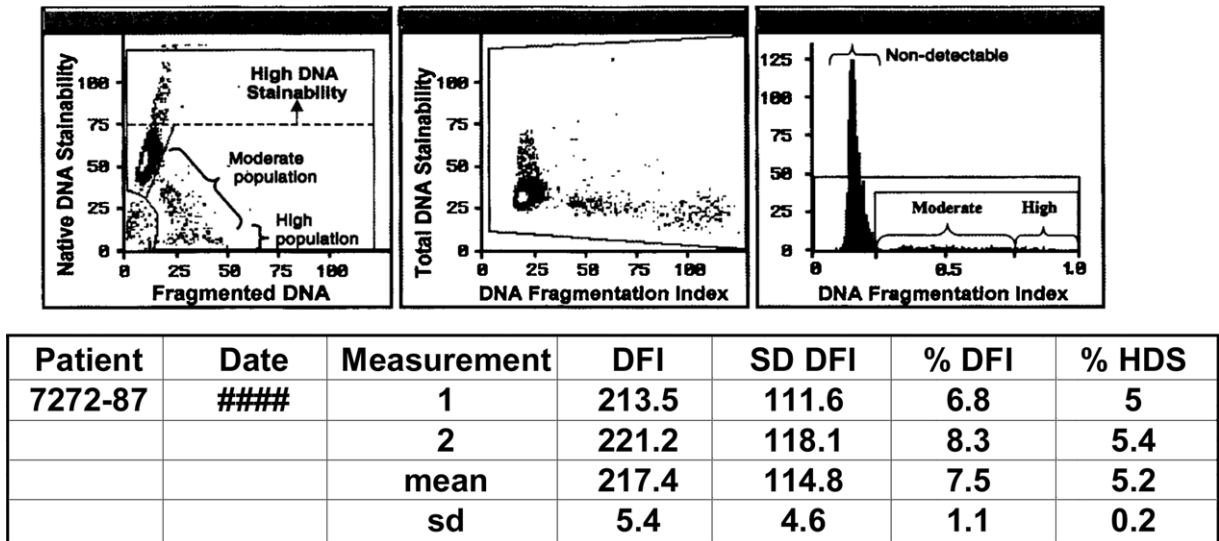 Native DNA Stainability
100
75
50
25
0
High DNA
Stainability
Moderate
population
High
population
0 25 50 75 100
Fragmented DNA
Total DNA Stainability
100
75
50
25
0
0 25 50 75 100
DNA Fragmentation Index
125
100
75
50
25
0
Non-detectable
Moderate High
0 0.5 1.0
DNA Fragmentation Index
Patient Date Measurement DFI SD DFI % DFI % HDS
7272-87 #### 1 213.5 111.6 6.8 5
2 221.2 118.1 8.3 5.4
mean 217.4 114.8 7.5 5.2
sd 5.4 4.6 1.1 0.2